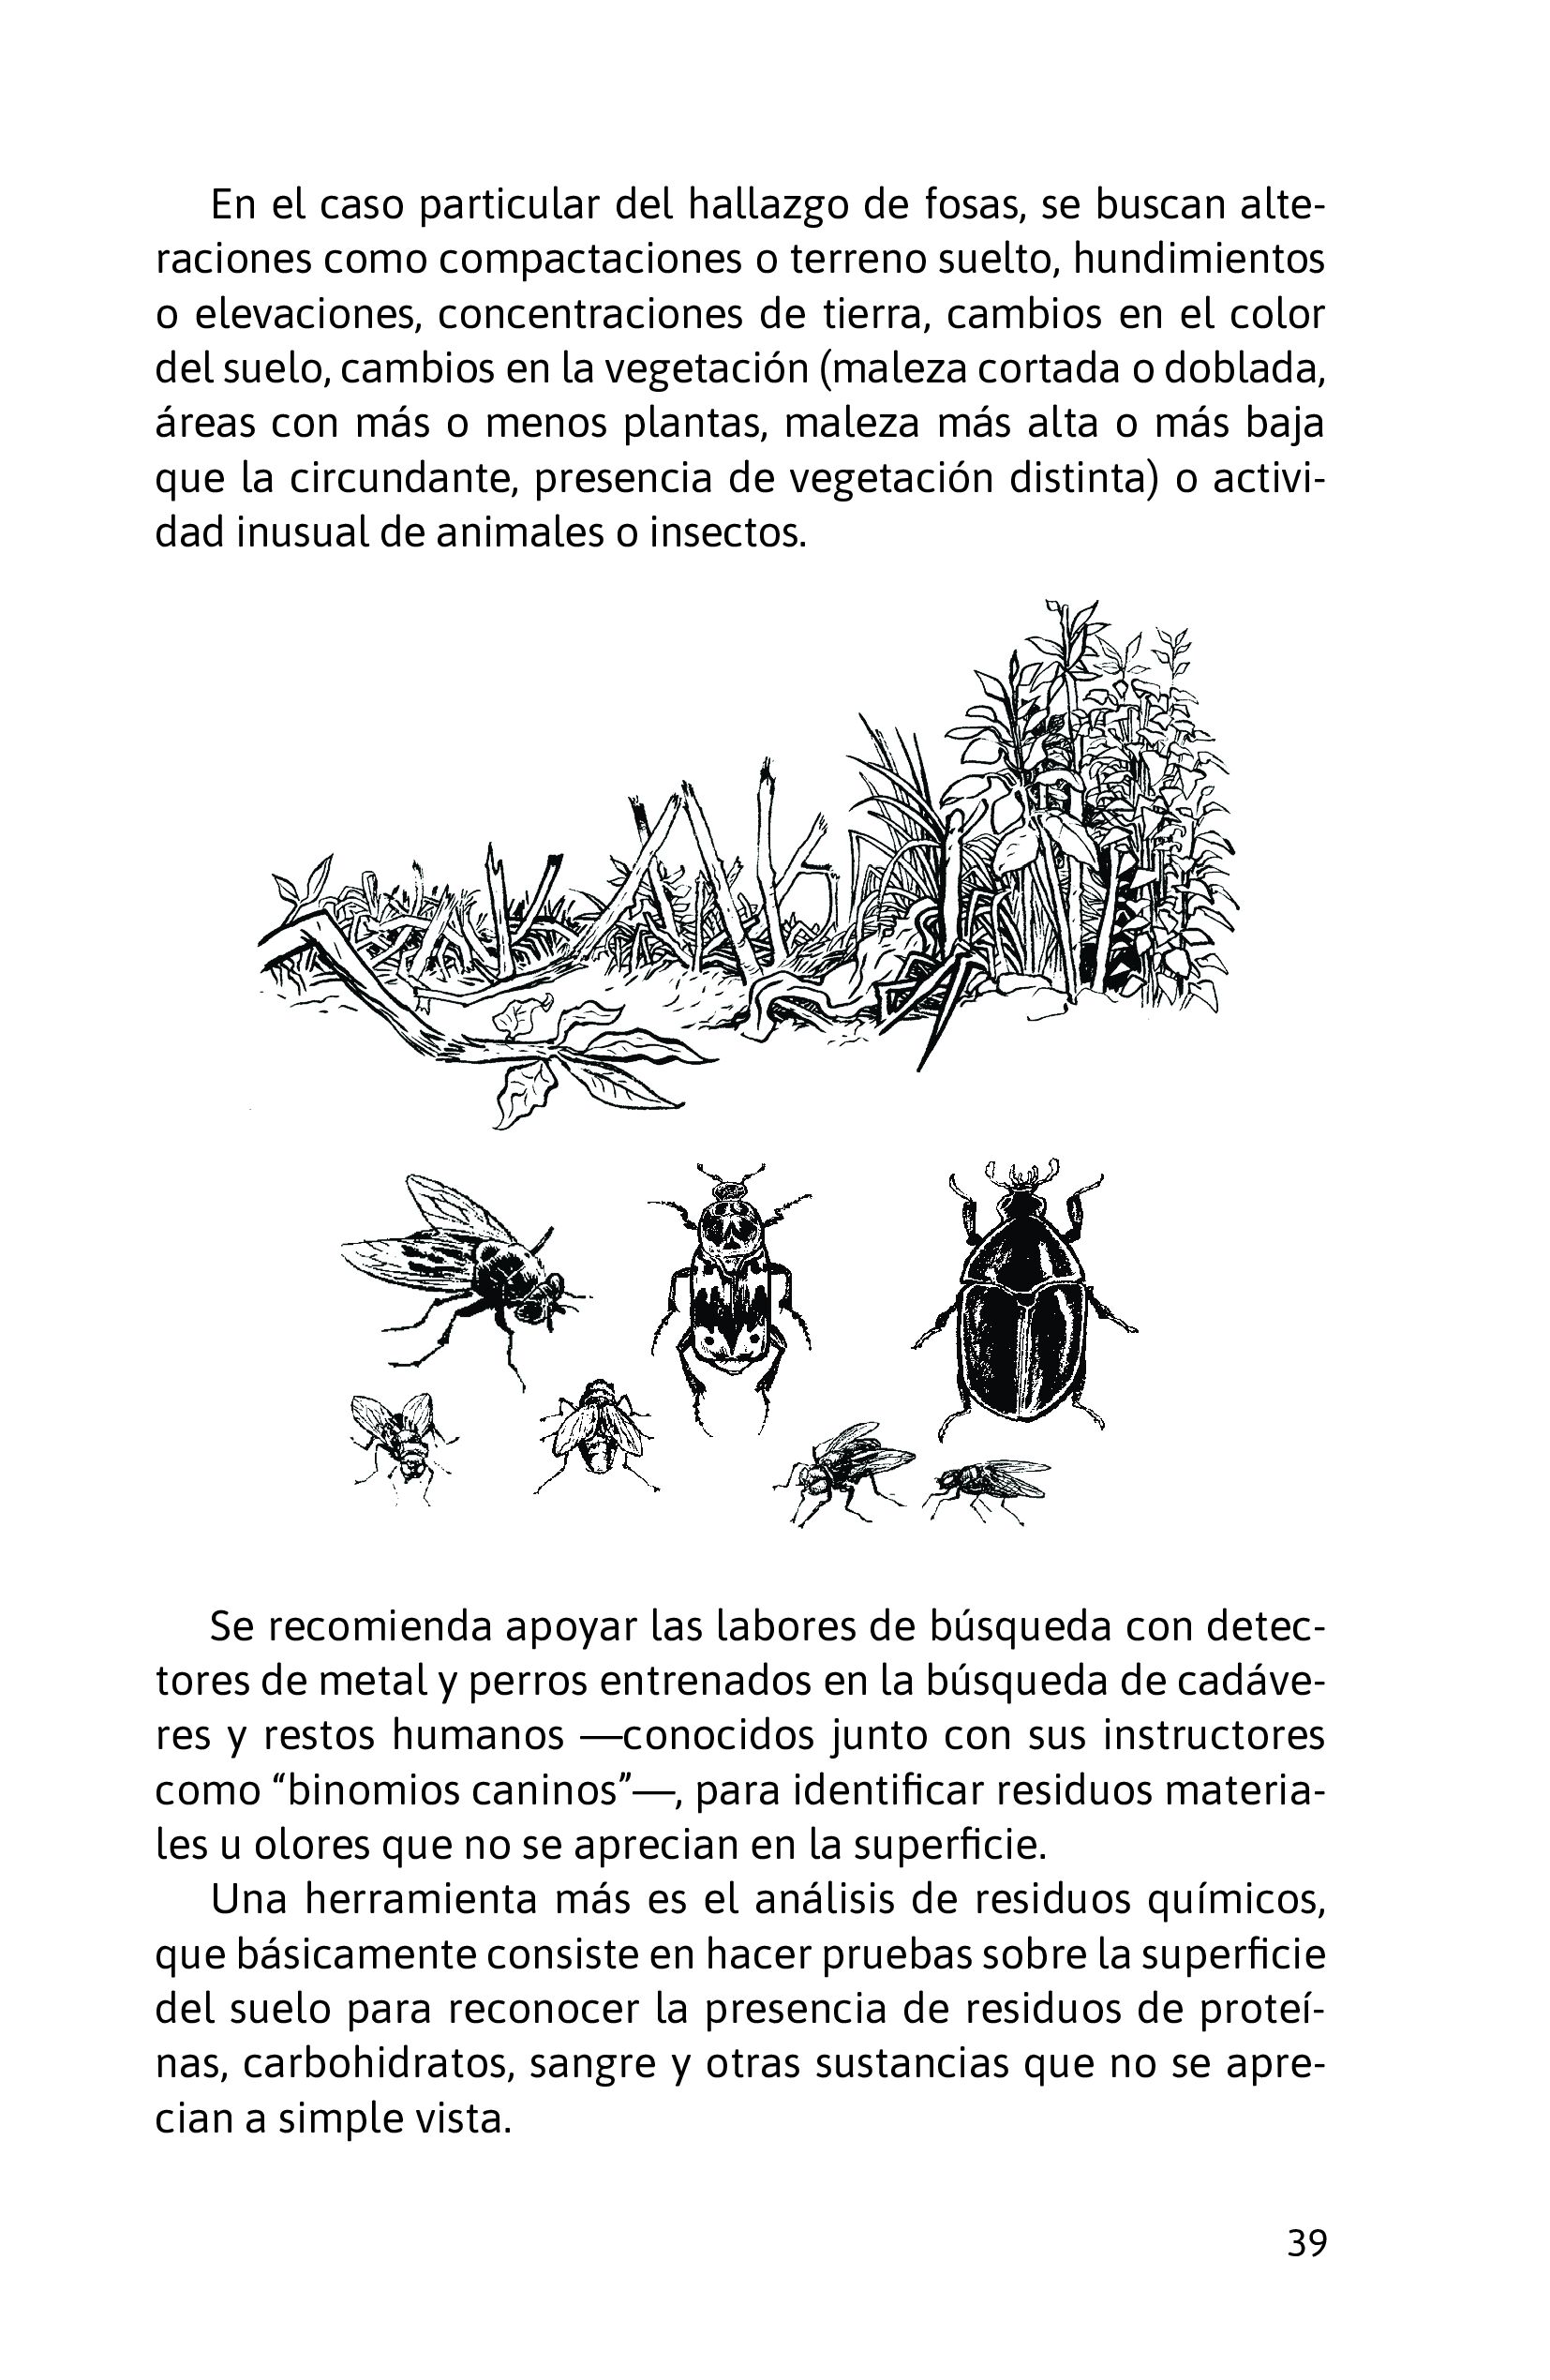 En el caso particular del hallazgo de fosas, se buscan alte-
raciones como compactaciones o terreno suelto, hundimientos
o elevaciones, concentraciones de tierra, cambios en el color
del suelo, cambios en la vegetación (maleza cortada o doblada,
áreas con más o menos plantas, maleza más alta o más baja
que la circundante, presencia de vegetación distinta) o activi-
dad inusual de animales o insectos.
Se recomienda apoyar las labores de búsqueda con detec-
tores de metal y perros entrenados en la búsqueda de cadáve-
res y restos humanos —conocidos junto con sus instructores
como “binomios caninos”—, para identificar residuos materia-
les u olores que no se aprecian en la superficie.
Una herramienta más es el análisis de residuos químicos,
que básicamente consiste en hacer pruebas sobre la superficie
del suelo para reconocer la presencia de residuos de proteí-
nas, carbohidratos, sangre y otras sustancias que no se apre-
cian a simple vista.
39